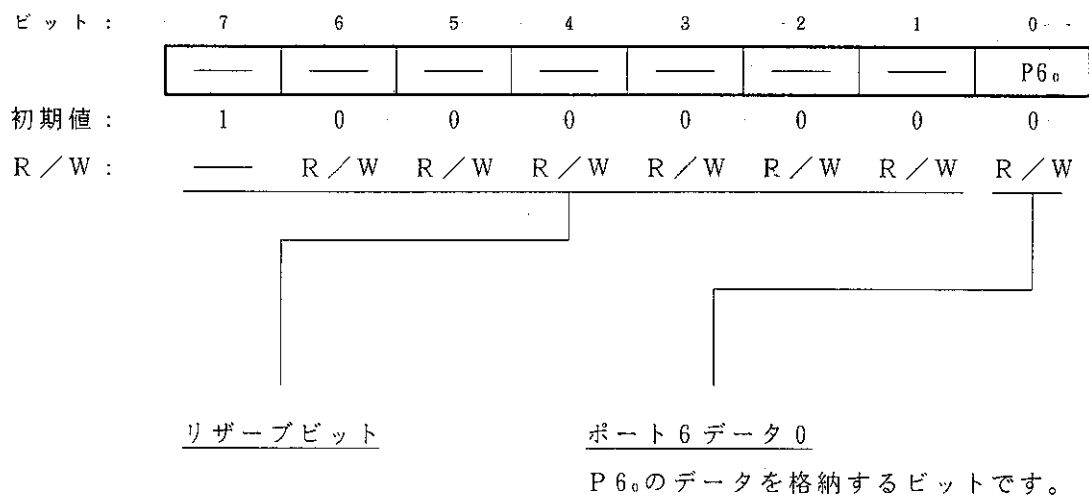 ビット： 7 6 5 4 3 2 1 0
― ― ― ― ― ― ― P6₀
初期値： 1 0 0 0 0 0 0 0
R／W： ― R／W R／W R／W R／W R／W R／W R／W
リザーブビット ポート6データ0
P6₀のデータを格納するビットです。